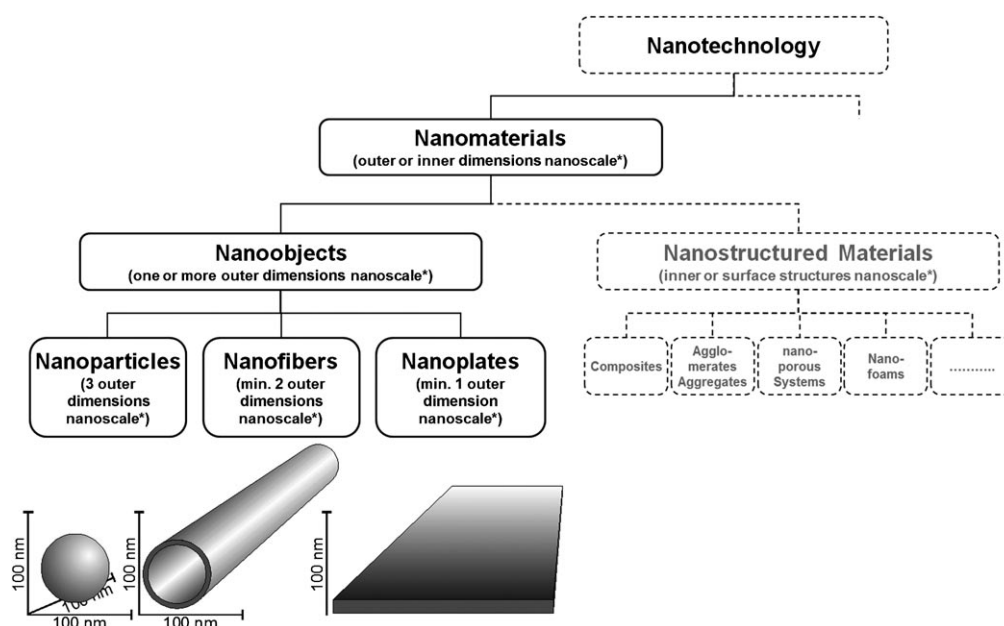 Nanotechnology
Nanomaterials
(outer or inner dimensions nanoscale*)
Nanoobjects
(one or more outer dimensions nanoscale*)
Nanostructured Materials
(inner or surface structures nanoscale*)
Nanoparticles
(3 outer
dimensions
nanoscale*)
Nanofibers
(min. 2 outer
dimensions
nanoscale*)
Nanoplates
(min. 1 outer
dimension
nanoscale*)
Composites
Agglo-
merates
Aggregates
nano-
porous
Systems
Nano-
foams
...........
100 nm
100 nm
100 nm
100 nm
100 nm
100 nm